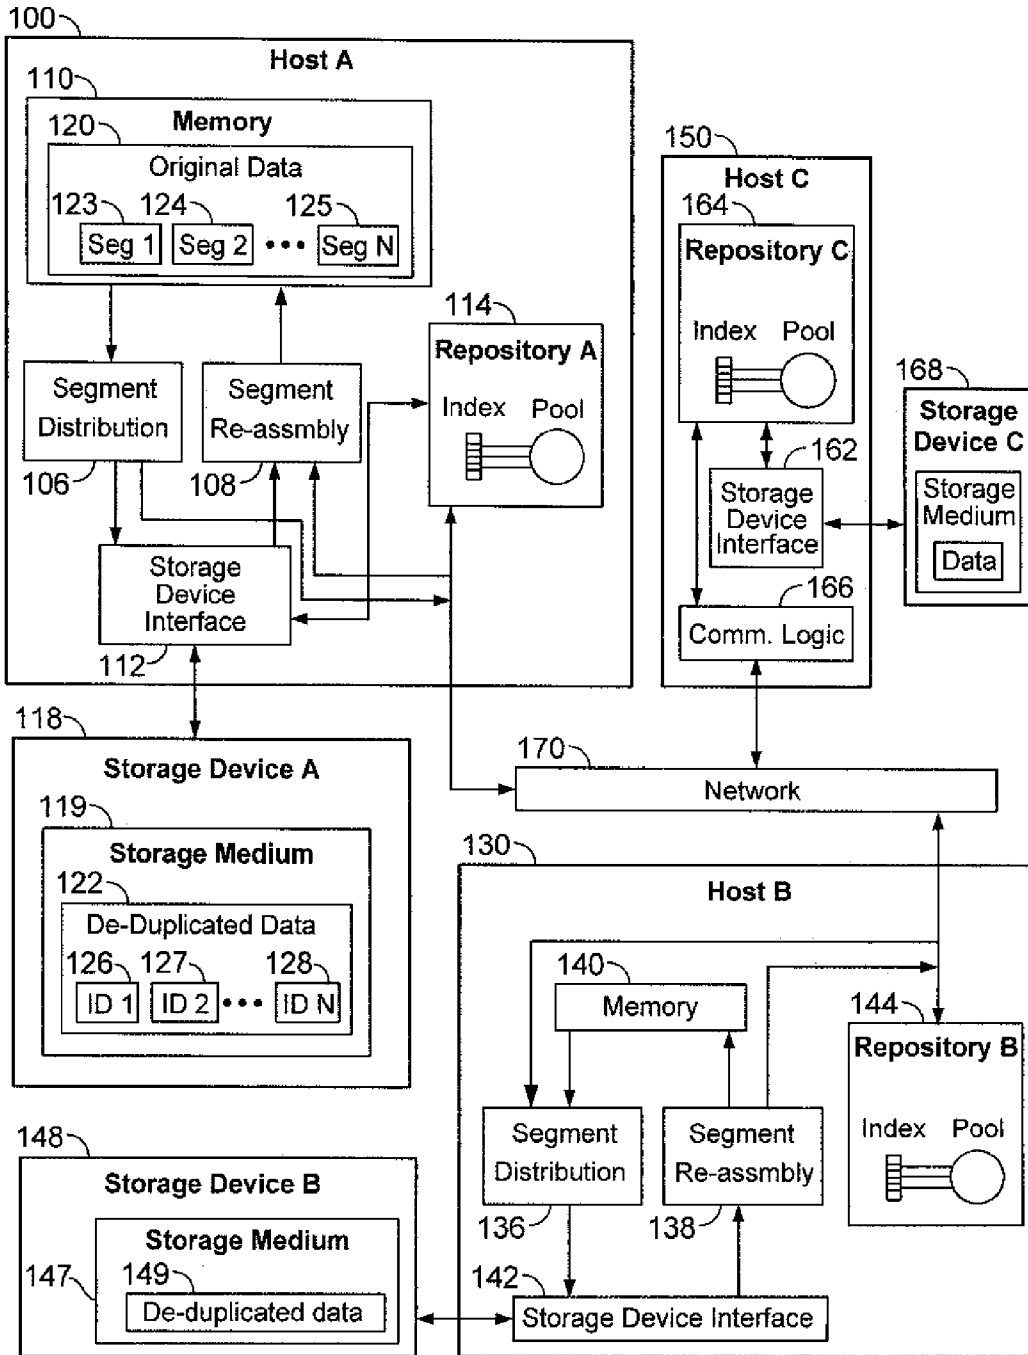 100
Host A
110
Memory
120
Original Data
123
124
125
Seg 1
Seg 2
•••
Seg N
114
Repository A
Index
Pool
Segment
Distribution
106
Segment
Re-assmbly
108
Storage
Device
Interface
112
150
Host C
164
Repository C
Index
Pool
162
Storage
Device
Interface
166
Comm. Logic
168
Storage
Device C
Storage
Medium
Data
118
Storage Device A
119
Storage Medium
122
De-Duplicated Data
126
127
128
ID 1
ID 2
•••
ID N
170
Network
130
Host B
140
Memory
144
Repository B
Index
Pool
Segment
Distribution
136
Segment
Re-assmbly
138
142
Storage Device Interface
148
Storage Device B
Storage Medium
147
149
De-duplicated data